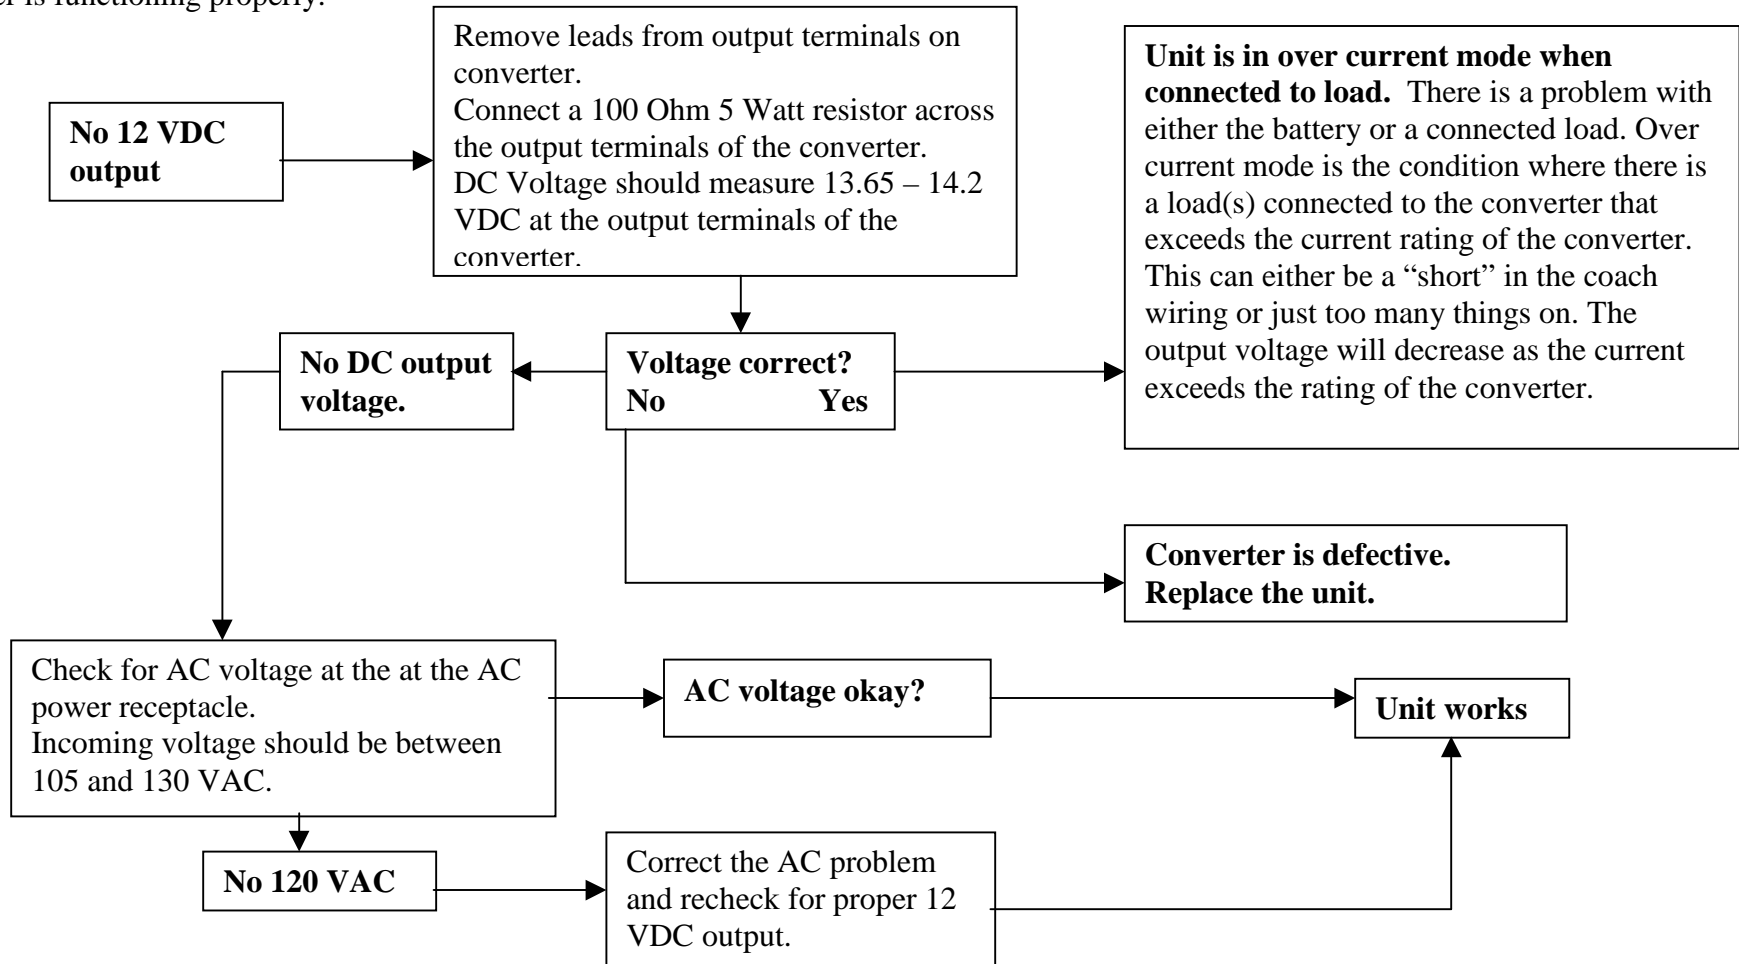 er is functioning properly.
Remove leads from output terminals on
converter.
Connect a 100 Ohm 5 Watt resistor across
the output terminals of the converter.
DC Voltage should measure 13.65 – 14.2
VDC at the output terminals of the
converter.
Unit is in over current mode when
connected to load. There is a problem with
either the battery or a connected load. Over
current mode is the condition where there is
a load(s) connected to the converter that
exceeds the current rating of the converter.
This can either be a “short” in the coach
wiring or just too many things on. The
output voltage will decrease as the current
exceeds the rating of the converter.
No 12 VDC
output
No DC output
voltage.
Voltage correct?
No Yes
Converter is defective.
Replace the unit.
Check for AC voltage at the at the AC
power receptacle.
Incoming voltage should be between
105 and 130 VAC.
AC voltage okay?
Unit works
No 120 VAC
Correct the AC problem
and recheck for proper 12
VDC output.